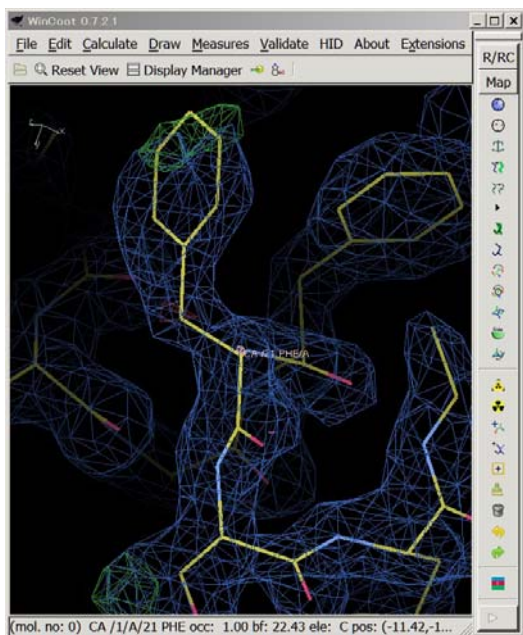 WinCoot 0.7.2.1
File Edit Calculate Draw Measures Validate HID About Extensions
Reset View Display Manager
R/RC
Map
CA /21 PHE/A
(mol. no: 0) CA /1/A/21 PHE occ: 1.00 bf: 22.43 ele: C pos: (-11.42,-1...